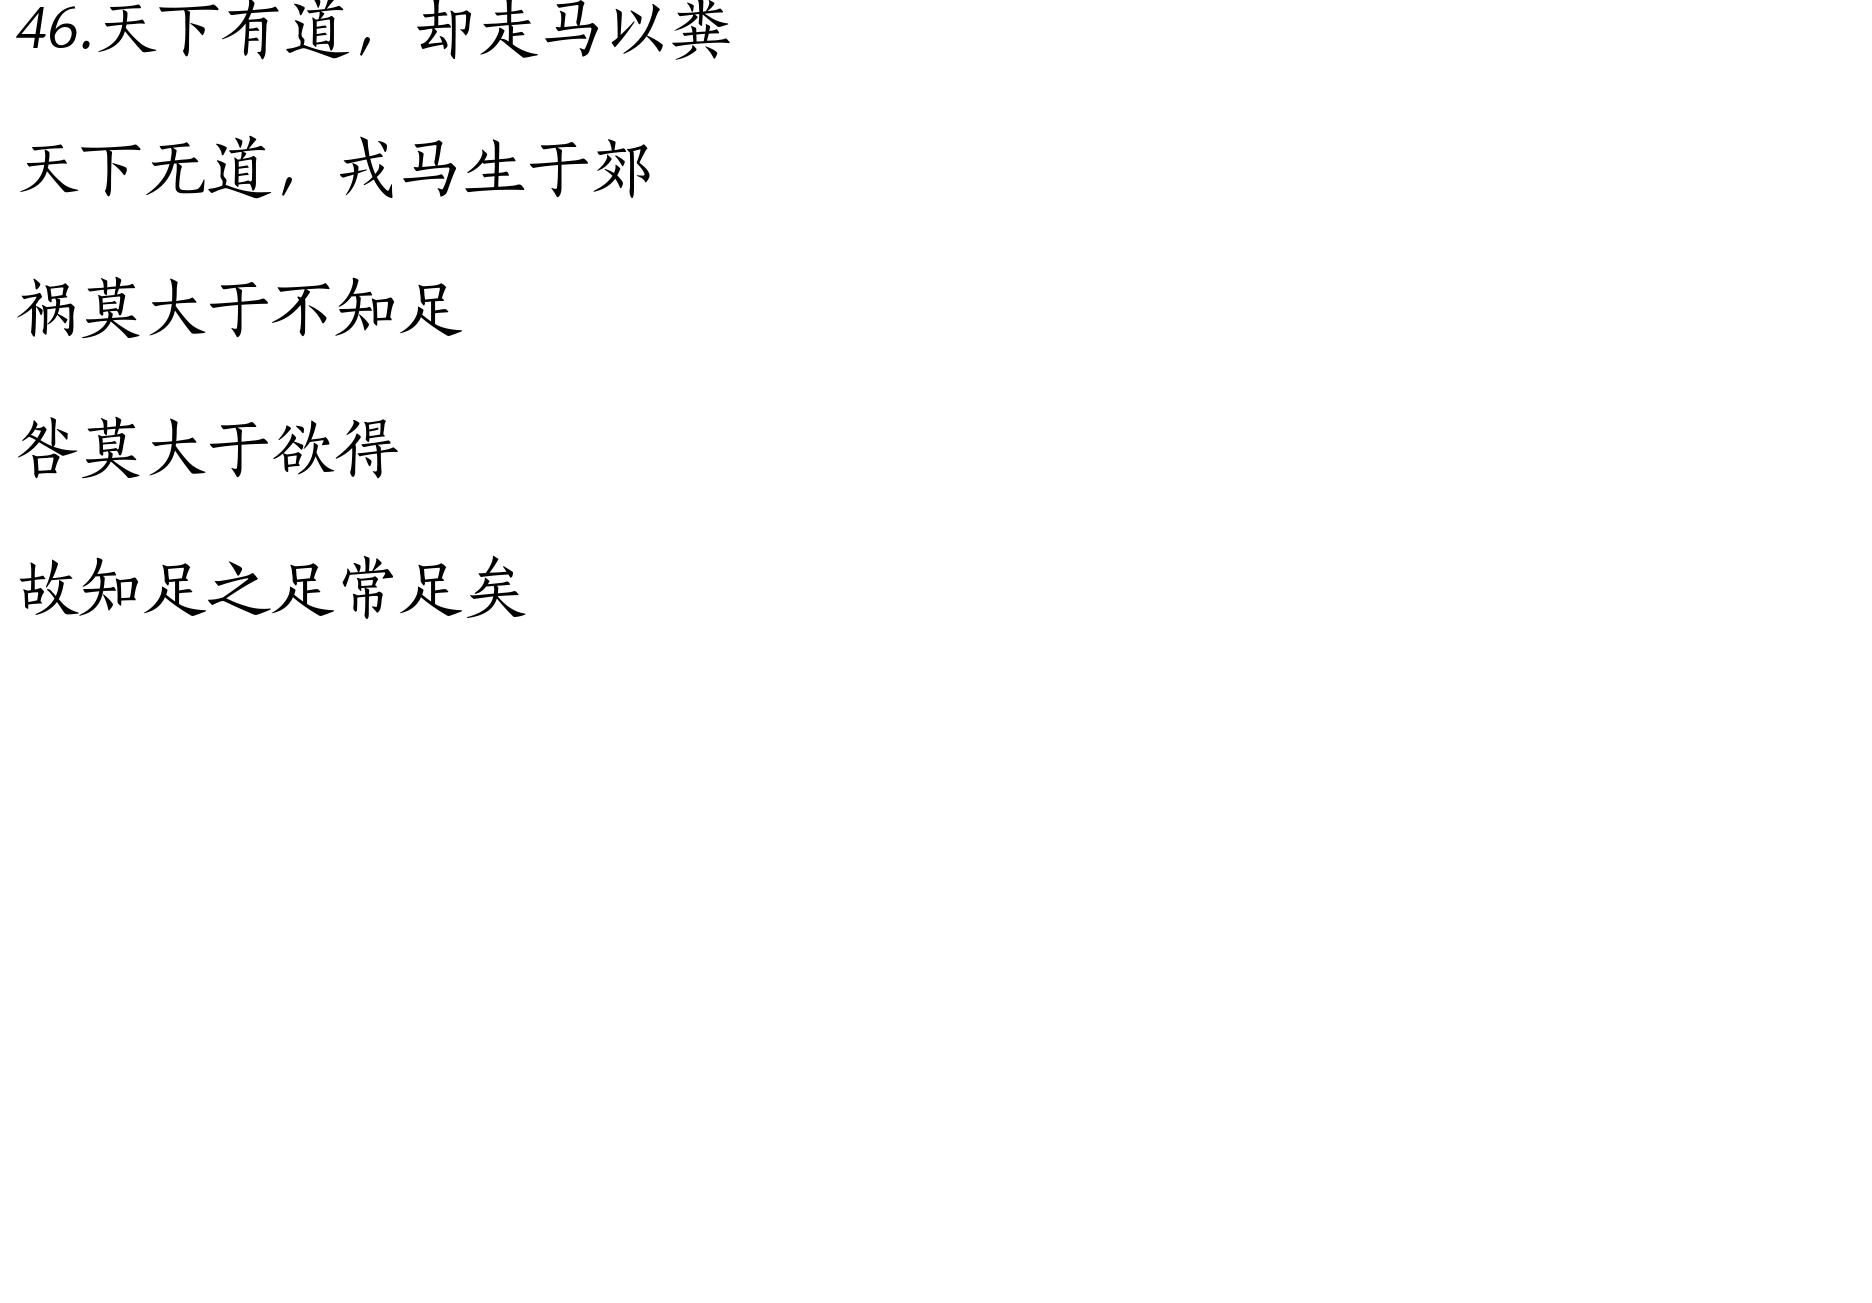 46.天下有道，却走马以粪
天下无道，戎马生于郊
祸莫大于不知足
咎莫大于欲得
故知足之足常足矣